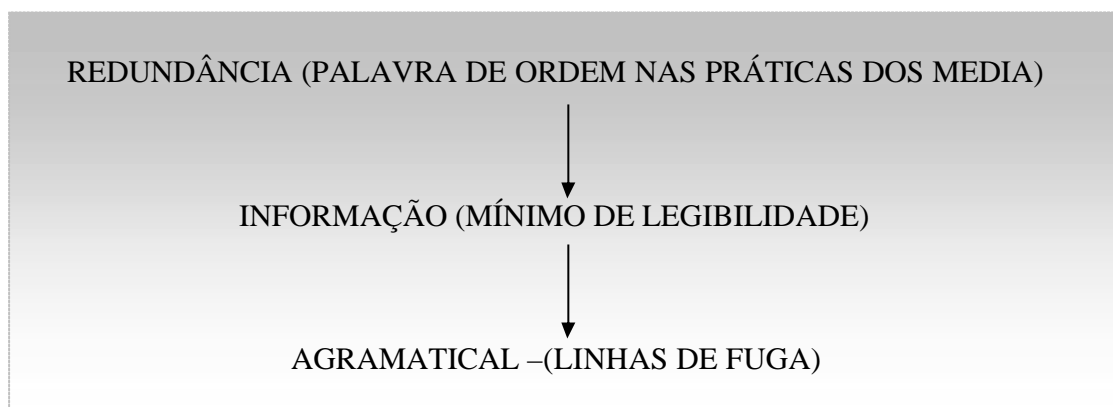 REDUNDÂNCIA (PALAVRA DE ORDEM NAS PRÁTICAS DOS MEDIA)
INFORMAÇÃO (MÍNIMO DE LEGIBILIDADE)
AGRAMATICAL –(LINHAS DE FUGA)